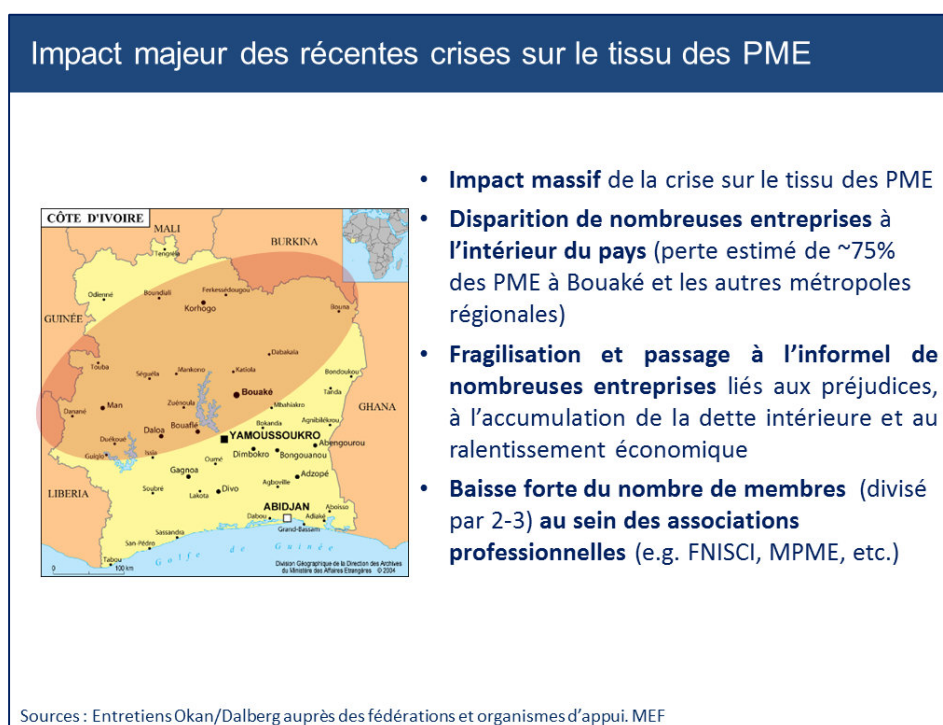 Impact majeur des récentes crises sur le tissu des PME
• Impact massif de la crise sur le tissu des PME
• Disparition de nombreuses entreprises à
l'intérieur du pays (perte estimé de ~75%
des PME à Bouaké et les autres métropoles
régionales)
• Fragilisation et passage à l'informel de
nombreuses entreprises liés aux préjudices,
à l'accumulation de la dette intérieure et au
ralentissement économique
• Baisse forte du nombre de membres (divisé
par 2-3) au sein des associations
professionnelles (e.g. FNISCI, MPME, etc.)
CÔTE D'IVOIRE
MALI
BURKINA
Tengréla
Odienné
Boundiali
Ferkessédougou
Korhogo
Bouna
GUINÉE
Touba
Séguéla
Mankono
Katiola
Dabakala
Bondoukou
Tanda
Bouaké
GHANA
Danané
Man
Zuénoula
Mbahiakro
Agnibilékrou
Daloa
Bouaflé
Bokanda
Duékoué
YAMOUSSOUKRO
Abengourou
Guiglo
Issia
Oumé
Dimbokro
Bongouanou
Gagnoa
Adzopé
Soubré
Lakota
Divo
Agboville
LIBERIA
ABIDJAN
Aboisso
Dabou
Adiaké
Grand-Bassam
Sassandra
San-Pédro
Tabou
Golfe de Guinée
0 100 km
Division Géographique de la Direction des Archives
du Ministère des Affaires Etrangères © 2004
Sources : Entretiens Okan/Dalberg auprès des fédérations et organismes d'appui. MEF